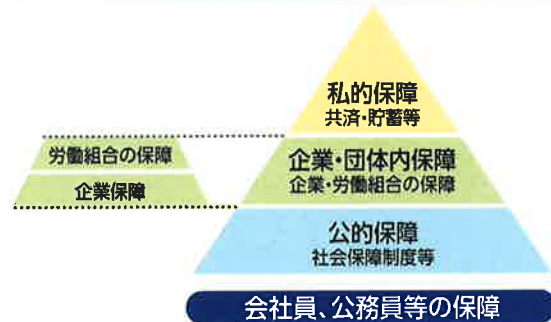 私的保障
共済・貯蓄等
労働組合の保障
企業保障
企業・団体内保障
企業・労働組合の保障
公的保障
社会保障制度等
会社員、公務員等の保障